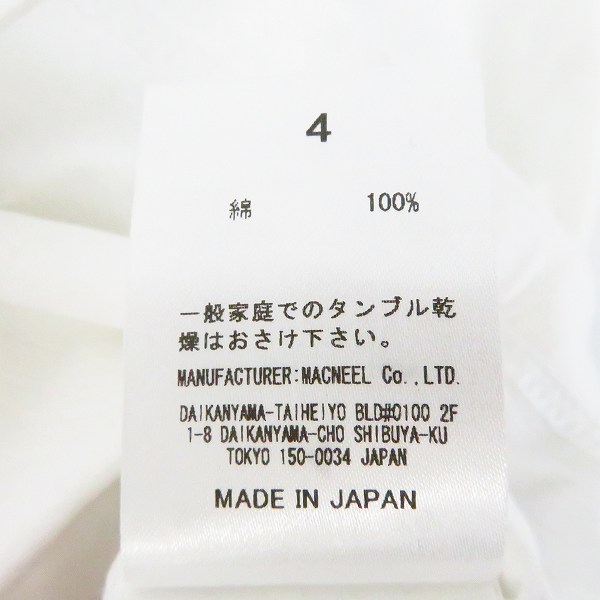 4
綿 100%
一般家庭でのタンブル乾
燥はおさけ下さい。
MANUFACTURER:MACNEEL Co.,LTD.
DAIKANYAMA-TAIHEIYO BLD#0100 2F
1-8 DAIKANYAMA-CHO SHIBUYA-KU
TOKYO 150-0034 JAPAN
MADE IN JAPAN